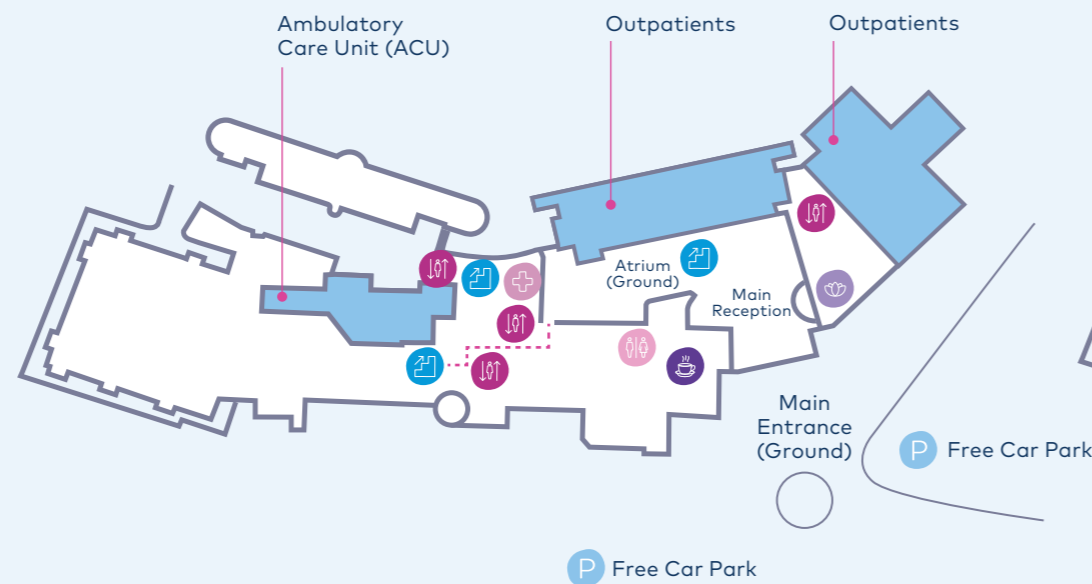 Ambulatory
Care Unit (ACU)
Outpatients
Outpatients
Atrium
(Ground)
Main
Reception
Main
Entrance
(Ground)
P Free Car Park
P Free Car Park